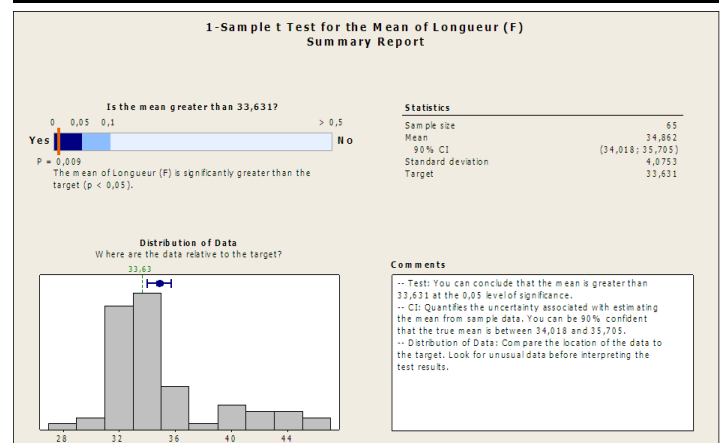 1-Sample t Test for the Mean of Longueur (F)
Summary Report
Is the mean greater than 33,631?
0 0,05 0,1 > 0,5
Yes No
P = 0,009
The mean of Longueur (F) is significantly greater than the
target (p < 0,05).
Statistics
Sample size 65
Mean 34,862
90% CI (34,018; 35,705)
Standard deviation 4,0753
Target 33,631
Distribution of Data
Where are the data relative to the target?
33,63
28 32 36 40 44
Comments
-- Test: You can conclude that the mean is greater than
33,631 at the 0,05 level of significance.
-- CI: Quantifies the uncertainty associated with estimating
the mean from sample data. You can be 90% confident
that the true mean is between 34,018 and 35,705.
-- Distribution of Data: Compare the location of the data to
the target. Look for unusual data before interpreting the
test results.